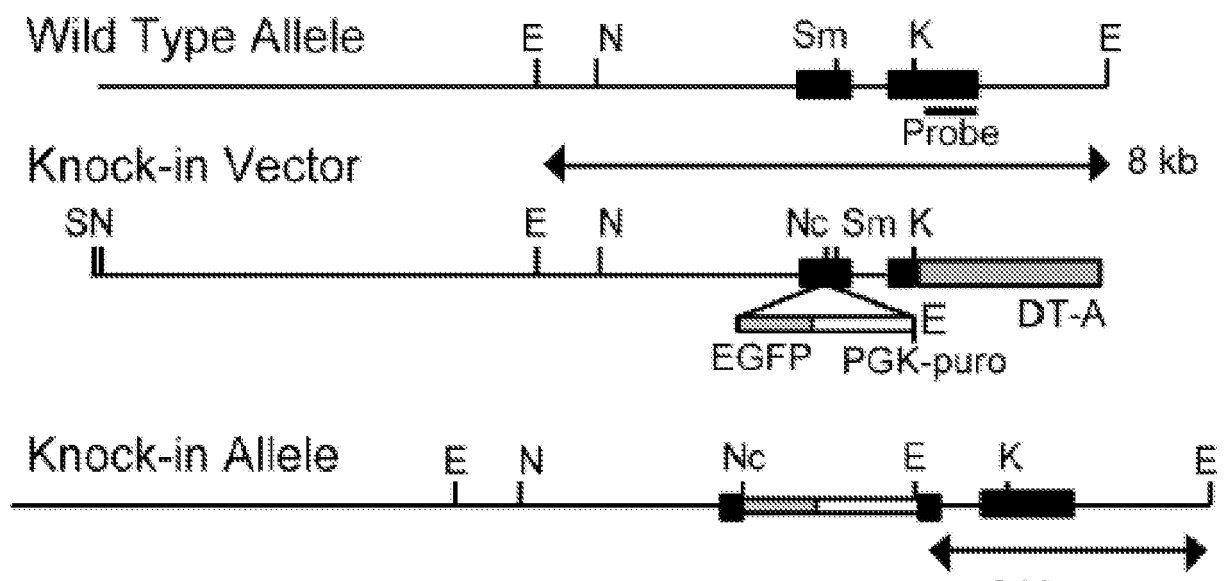 Wild Type Allele
E N Sm K E
Probe
Knock-in Vector
8 kb
SN E N Nc Sm K
E
DT-A
EGFP PGK-puro
Knock-in Allele
E N Nc E K E